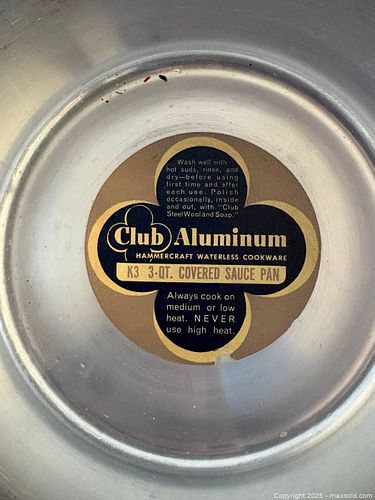 Wash well with
hot suds, rinse, and
dry—before using
first time and after
each use. Polish
occasionally, inside
and out, with "Club
Steel Wool and Soap."
Club Aluminum
HAMMERCRAFT WATERLESS COOKWARE
K3 3-QT. COVERED SAUCE PAN
Always cook on
medium or low
heat. NEVER
use high heat.
Copyright 2025 - maxsold.com